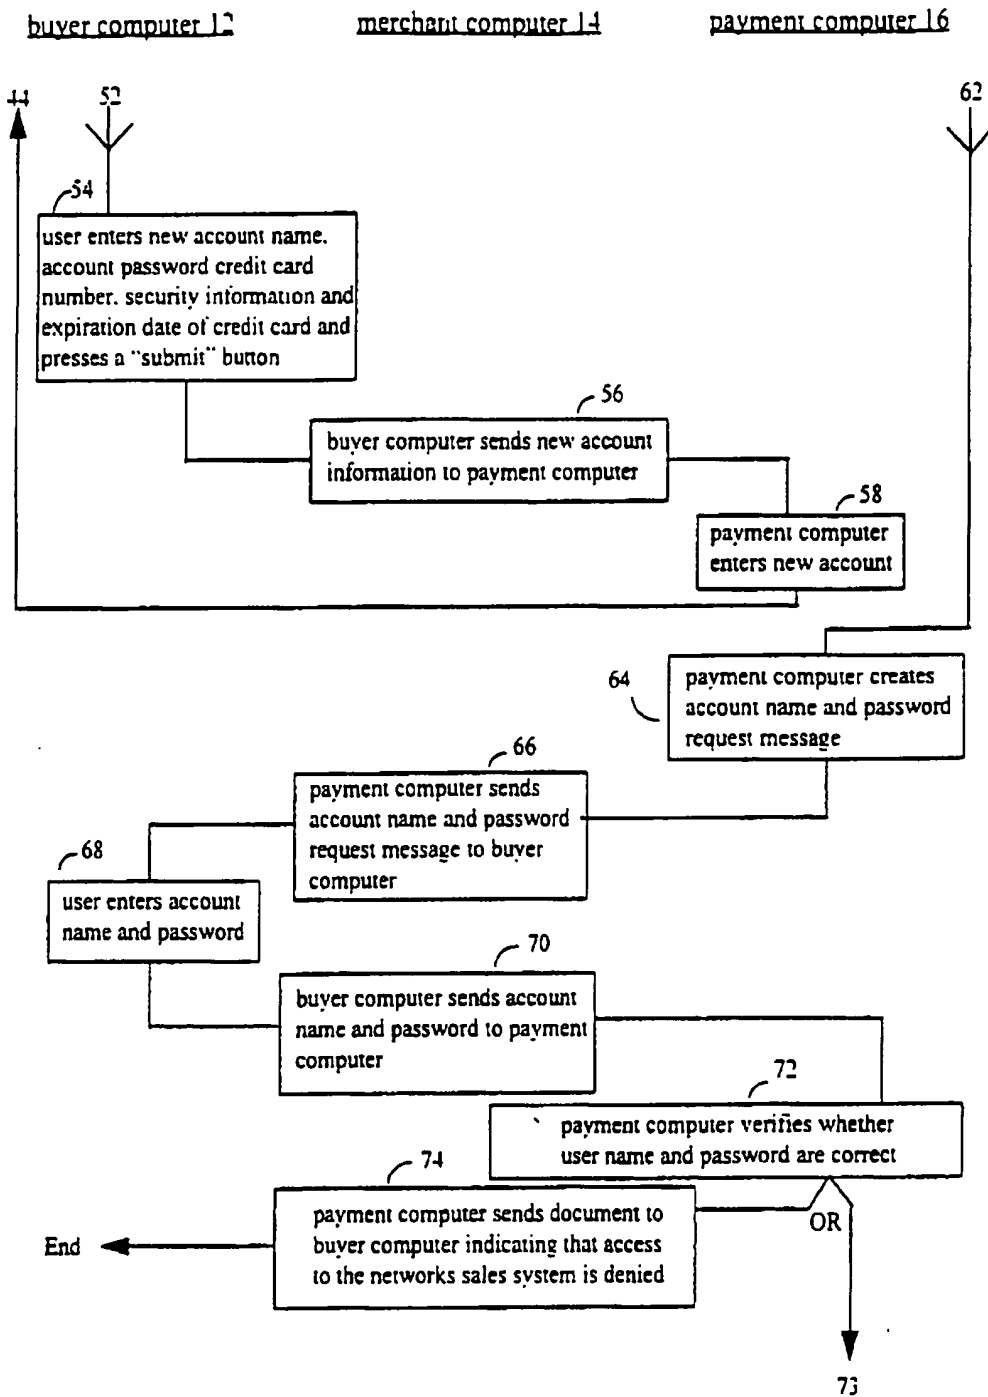 buyer computer 12 merchant computer 14 payment computer 16
44 52 62
54
user enters new account name,
account password credit card
number, security information and
expiration date of credit card and
presses a "submit" button
56
buyer computer sends new account
information to payment computer
58
payment computer
enters new account
64
payment computer creates
account name and password
request message
66
payment computer sends
account name and password
request message to buyer
computer
68
user enters account
name and password
70
buyer computer sends account
name and password to payment
computer
72
payment computer verifies whether
user name and password are correct
74
payment computer sends document to
buyer computer indicating that access
to the networks sales system is denied
End
OR
73